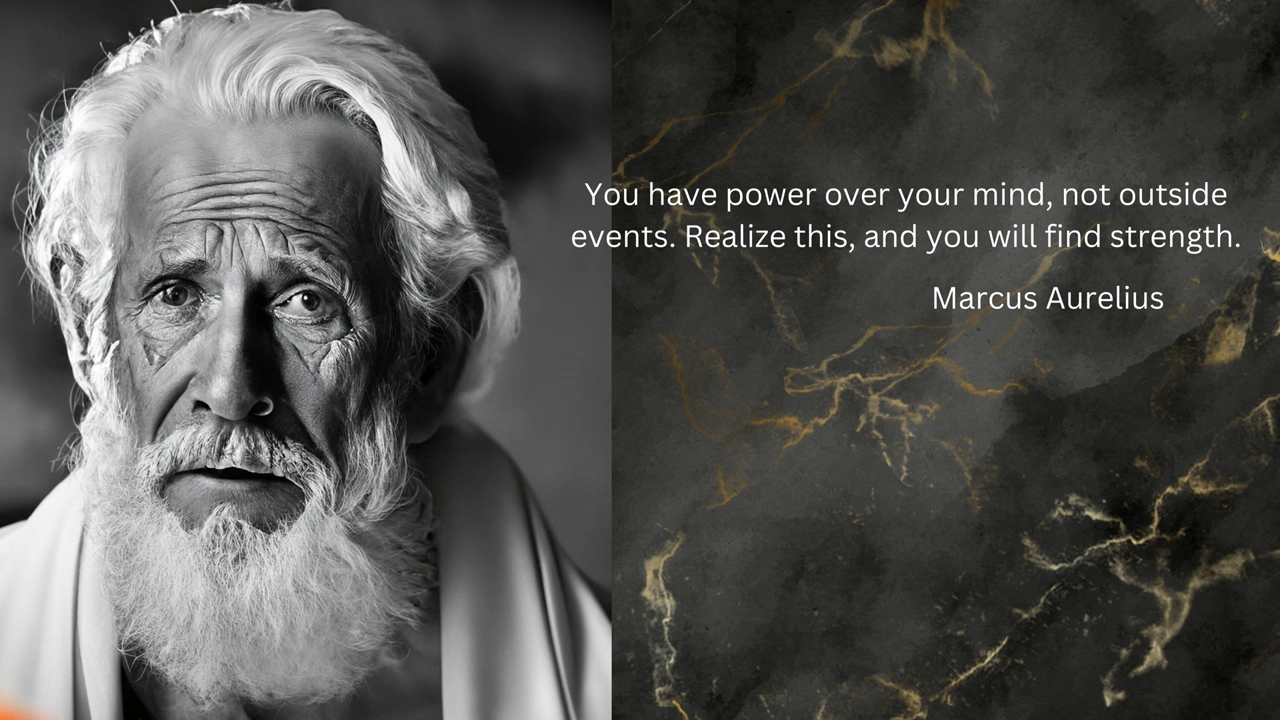 You have power over your mind, not outside
events. Realize this, and you will find strength.
Marcus Aurelius